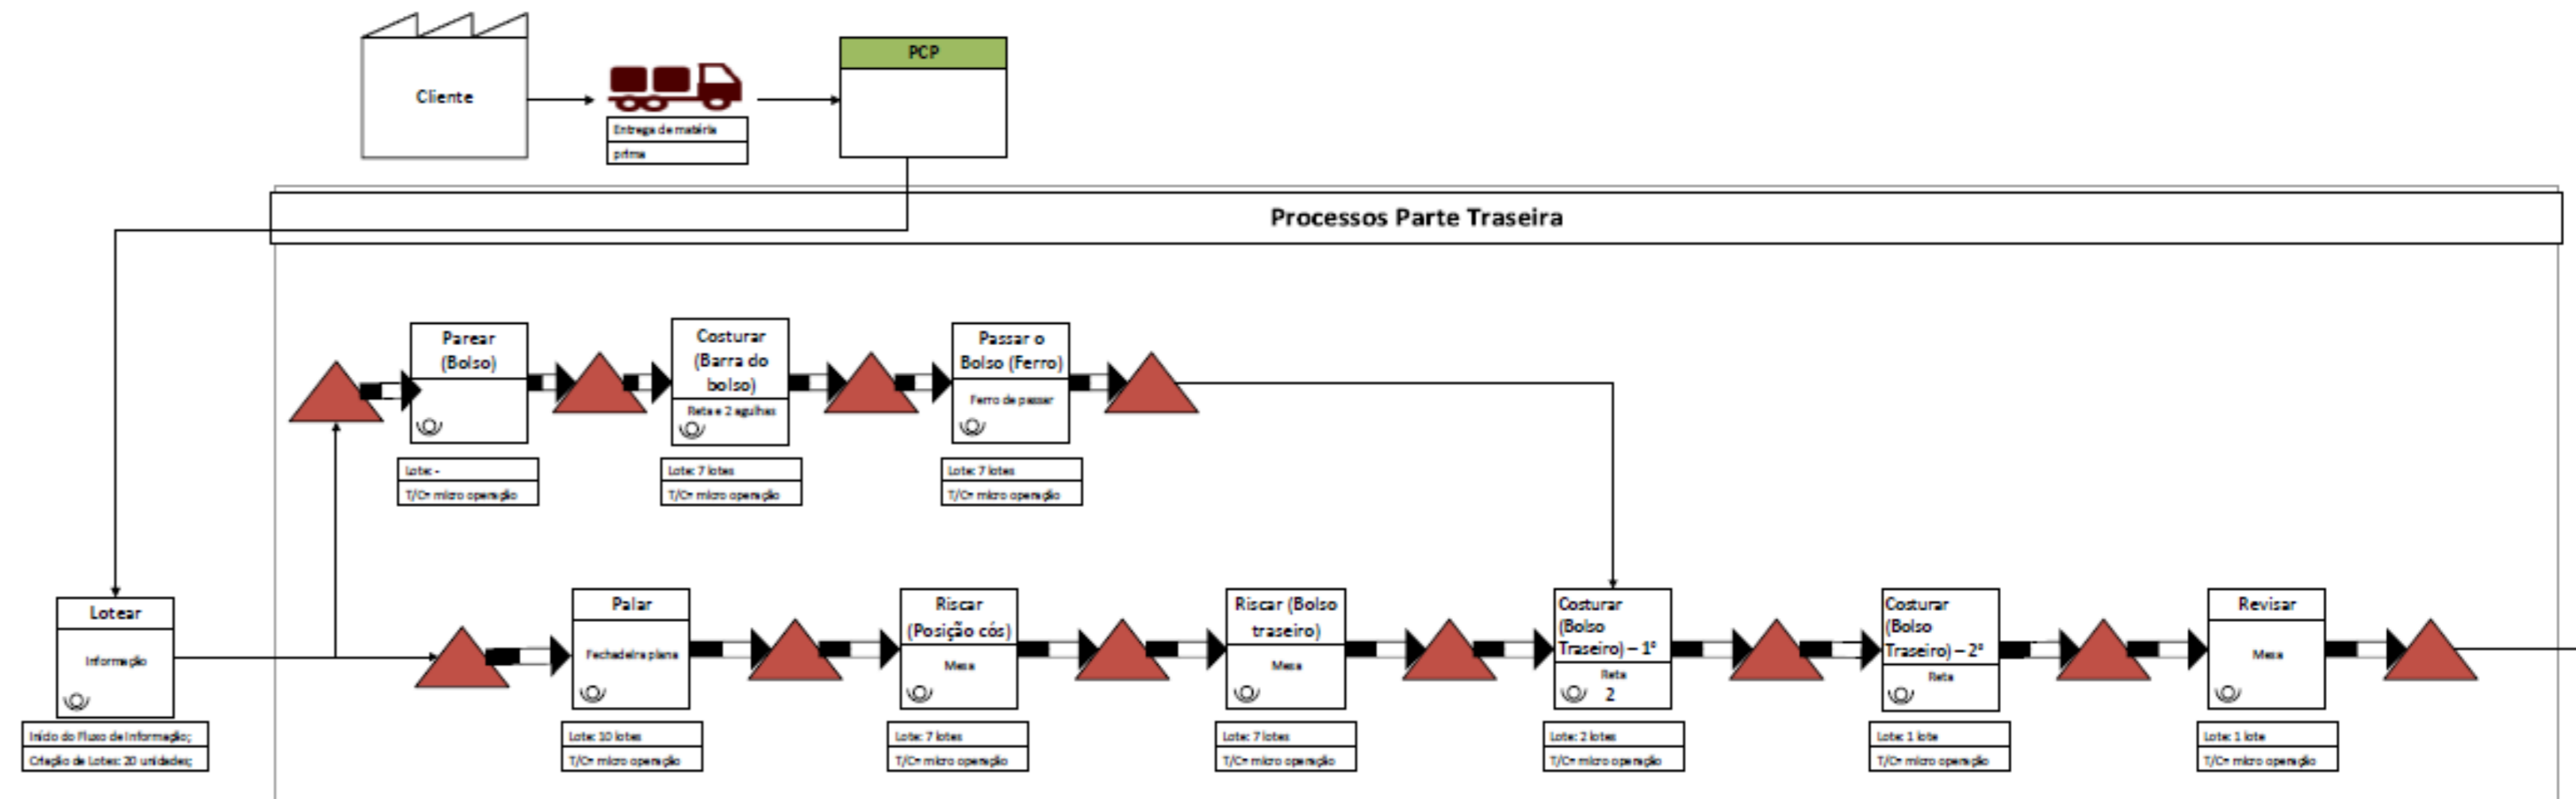 PCP
Cliente
Entrega de matéria
prima
Processos Parte Traseira
Parear
(Bolso)
Lote: -
T/C= micro operação
Costurar
(Barra do
bolso)
Reta e 2 agulhas
Lote: 7 lotes
T/C= micro operação
Passar o
Bolso (Ferro)
Ferro de passar
Lote: 7 lotes
T/C= micro operação
Lotear
Informação
Início do Fluxo de Informação;
Criação de Lotes: 20 unidades;
Palar
Fechadeira plana
Lote: 10 lotes
T/C= micro operação
Riscar
(Posição cós)
Mesa
Lote: 7 lotes
T/C= micro operação
Riscar (Bolso
traseiro)
Mesa
Lote: 7 lotes
T/C= micro operação
Costurar
(Bolso
Traseiro) – 1º
Reta
2
Lote: 2 lotes
T/C= micro operação
Costurar
(Bolso
Traseiro) – 2º
Reta
Lote: 1 lote
T/C= micro operação
Revisar
Mesa
Lote: 1 lote
T/C= micro operação